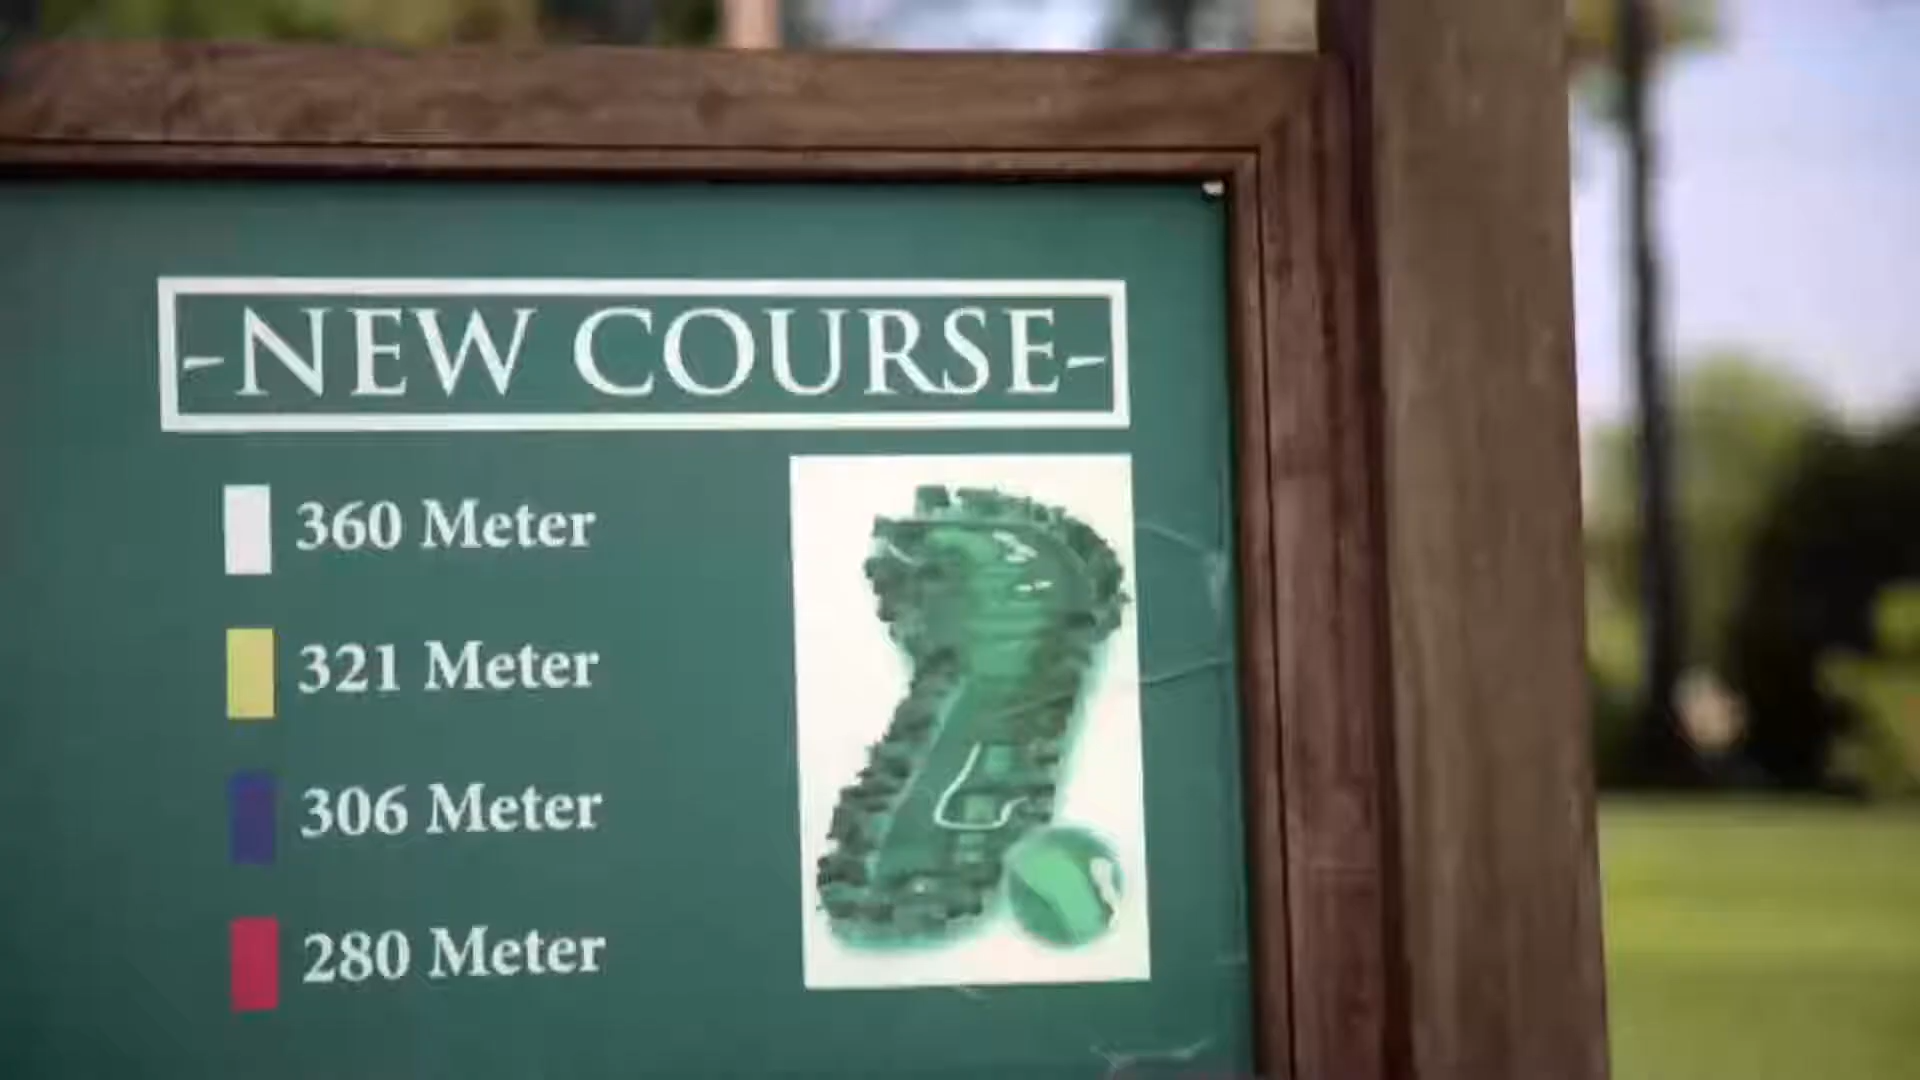 -NEW COURSE-
360 Meter
321 Meter
306 Meter
280 Meter